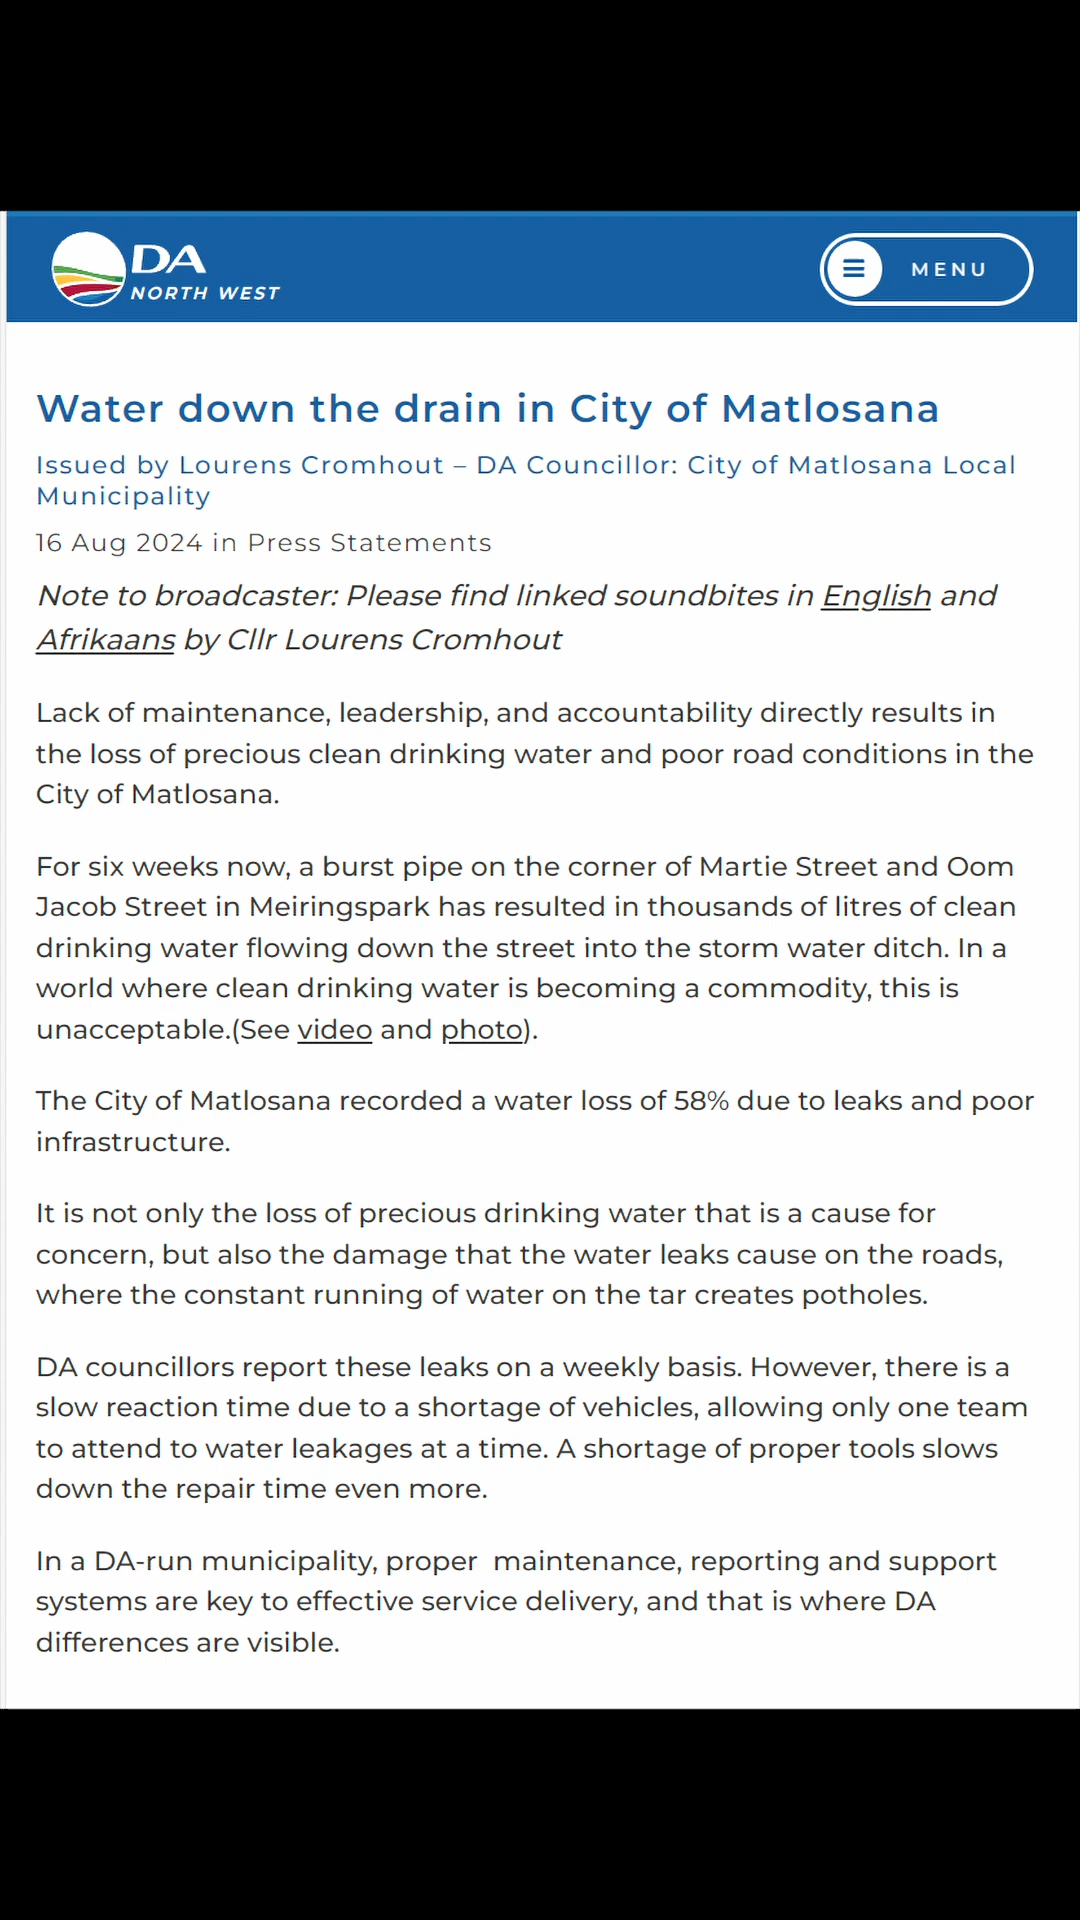 DA
NORTH WEST
MENU
Water down the drain in City of Matlosana
Issued by Lourens Cromhout – DA Councillor: City of Matlosana Local
Municipality
16 Aug 2024 in Press Statements
Note to broadcaster: Please find linked soundbites in English and
Afrikaans by Cllr Lourens Cromhout
Lack of maintenance, leadership, and accountability directly results in
the loss of precious clean drinking water and poor road conditions in the
City of Matlosana.
For six weeks now, a burst pipe on the corner of Martie Street and Oom
Jacob Street in Meiringspark has resulted in thousands of litres of clean
drinking water flowing down the street into the storm water ditch. In a
world where clean drinking water is becoming a commodity, this is
unacceptable.(See video and photo).
The City of Matlosana recorded a water loss of 58% due to leaks and poor
infrastructure.
It is not only the loss of precious drinking water that is a cause for
concern, but also the damage that the water leaks cause on the roads,
where the constant running of water on the tar creates potholes.
DA councillors report these leaks on a weekly basis. However, there is a
slow reaction time due to a shortage of vehicles, allowing only one team
to attend to water leakages at a time. A shortage of proper tools slows
down the repair time even more.
In a DA-run municipality, proper  maintenance, reporting and support
systems are key to effective service delivery, and that is where DA
differences are visible.